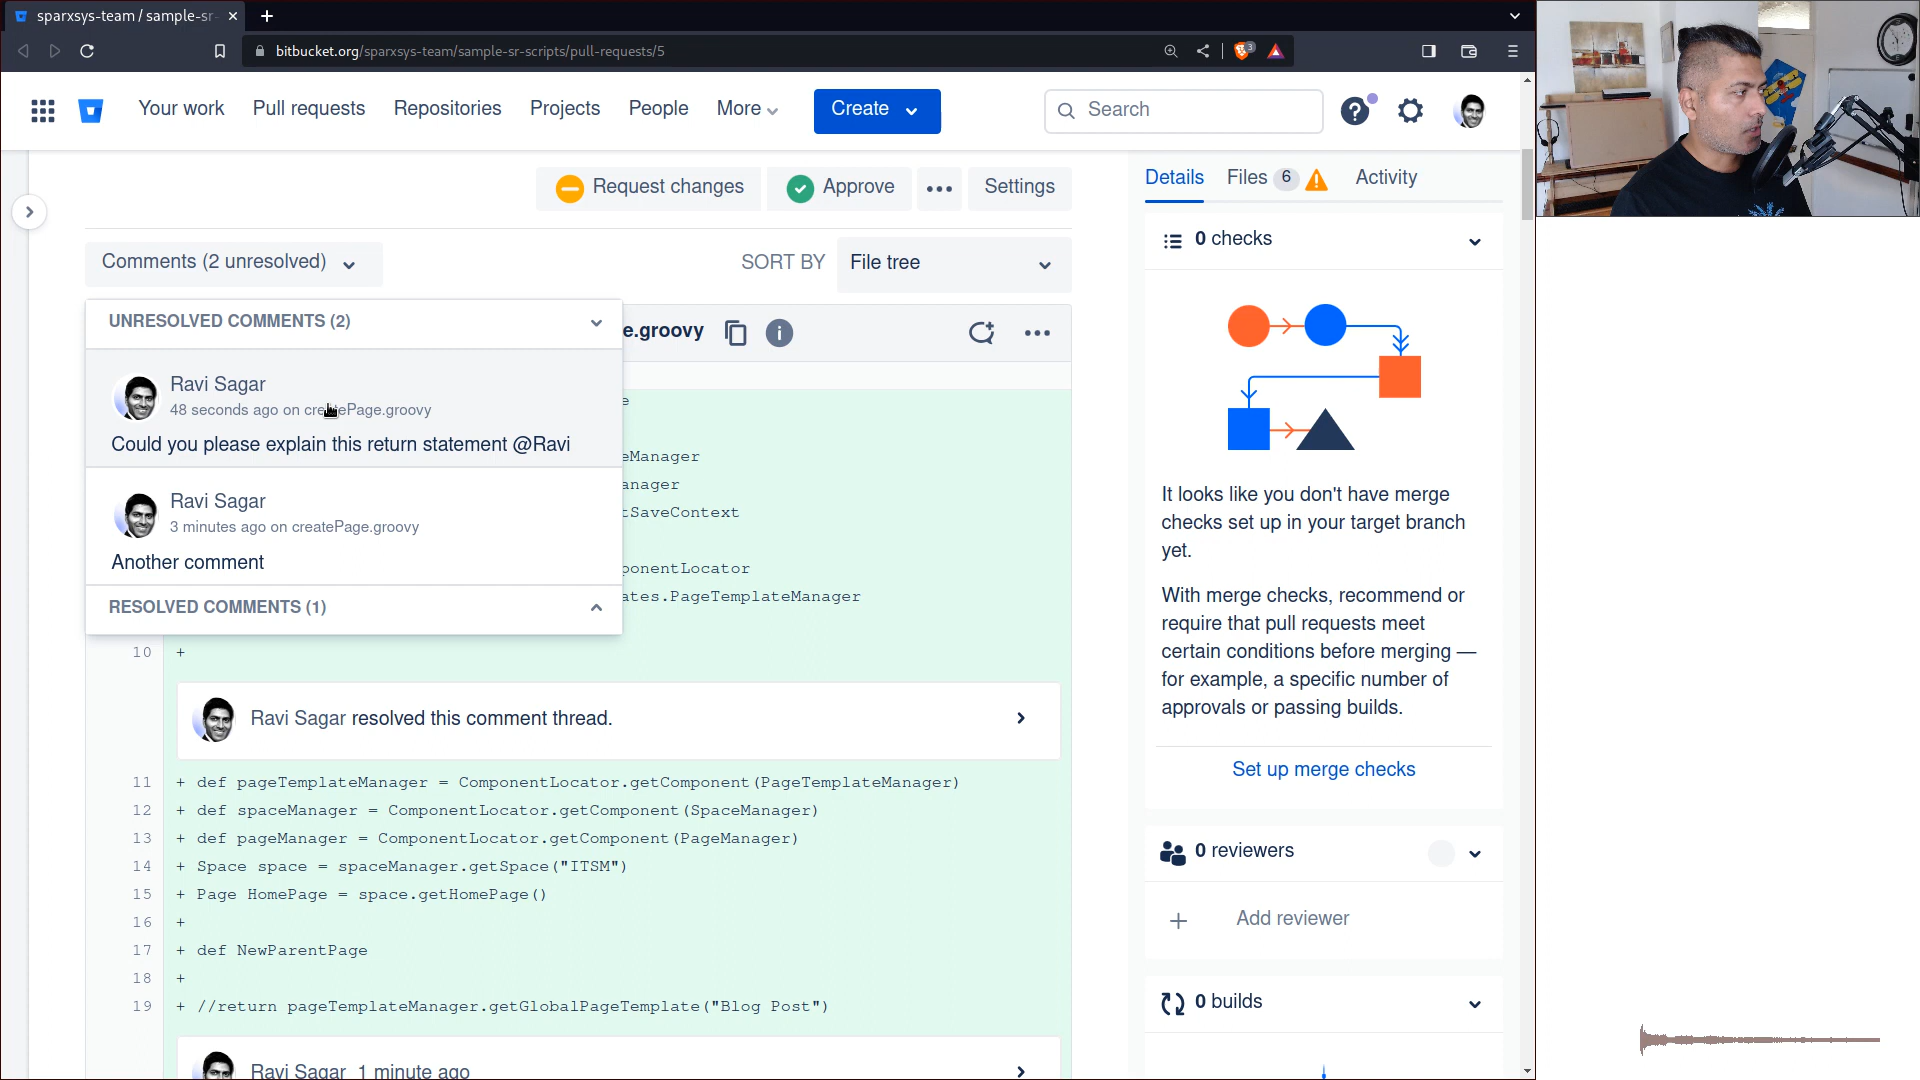 sparxsys-team / sample-sr-
bitbucket.org/sparxsys-team/sample-sr-scripts/pull-requests/5
3
Your work Pull requests Repositories Projects People More Create Search
Request changes Approve Settings
Details Files 6 Activity
Comments (2 unresolved) SORT BY File tree
0 checks
UNRESOLVED COMMENTS (2)
e.groovy
Ravi Sagar
48 seconds ago on createPage.groovy
Could you please explain this return statement @Ravi
Ravi Sagar
3 minutes ago on createPage.groovy
Another comment
RESOLVED COMMENTS (1)
e
eManager
anager
tSaveContext
ponentLocator
ates.PageTemplateManager
10 +
Ravi Sagar resolved this comment thread.
11 + def pageTemplateManager = ComponentLocator.getComponent(PageTemplateManager)
12 + def spaceManager = ComponentLocator.getComponent(SpaceManager)
13 + def pageManager = ComponentLocator.getComponent(PageManager)
14 + Space space = spaceManager.getSpace("ITSM")
15 + Page HomePage = space.getHomePage()
16 +
17 + def NewParentPage
18 +
19 + //return pageTemplateManager.getGlobalPageTemplate("Blog Post")
Ravi Sagar 1 minute ago
It looks like you don't have merge
checks set up in your target branch
yet.
With merge checks, recommend or
require that pull requests meet
certain conditions before merging —
for example, a specific number of
approvals or passing builds.
Set up merge checks
0 reviewers
Add reviewer
0 builds